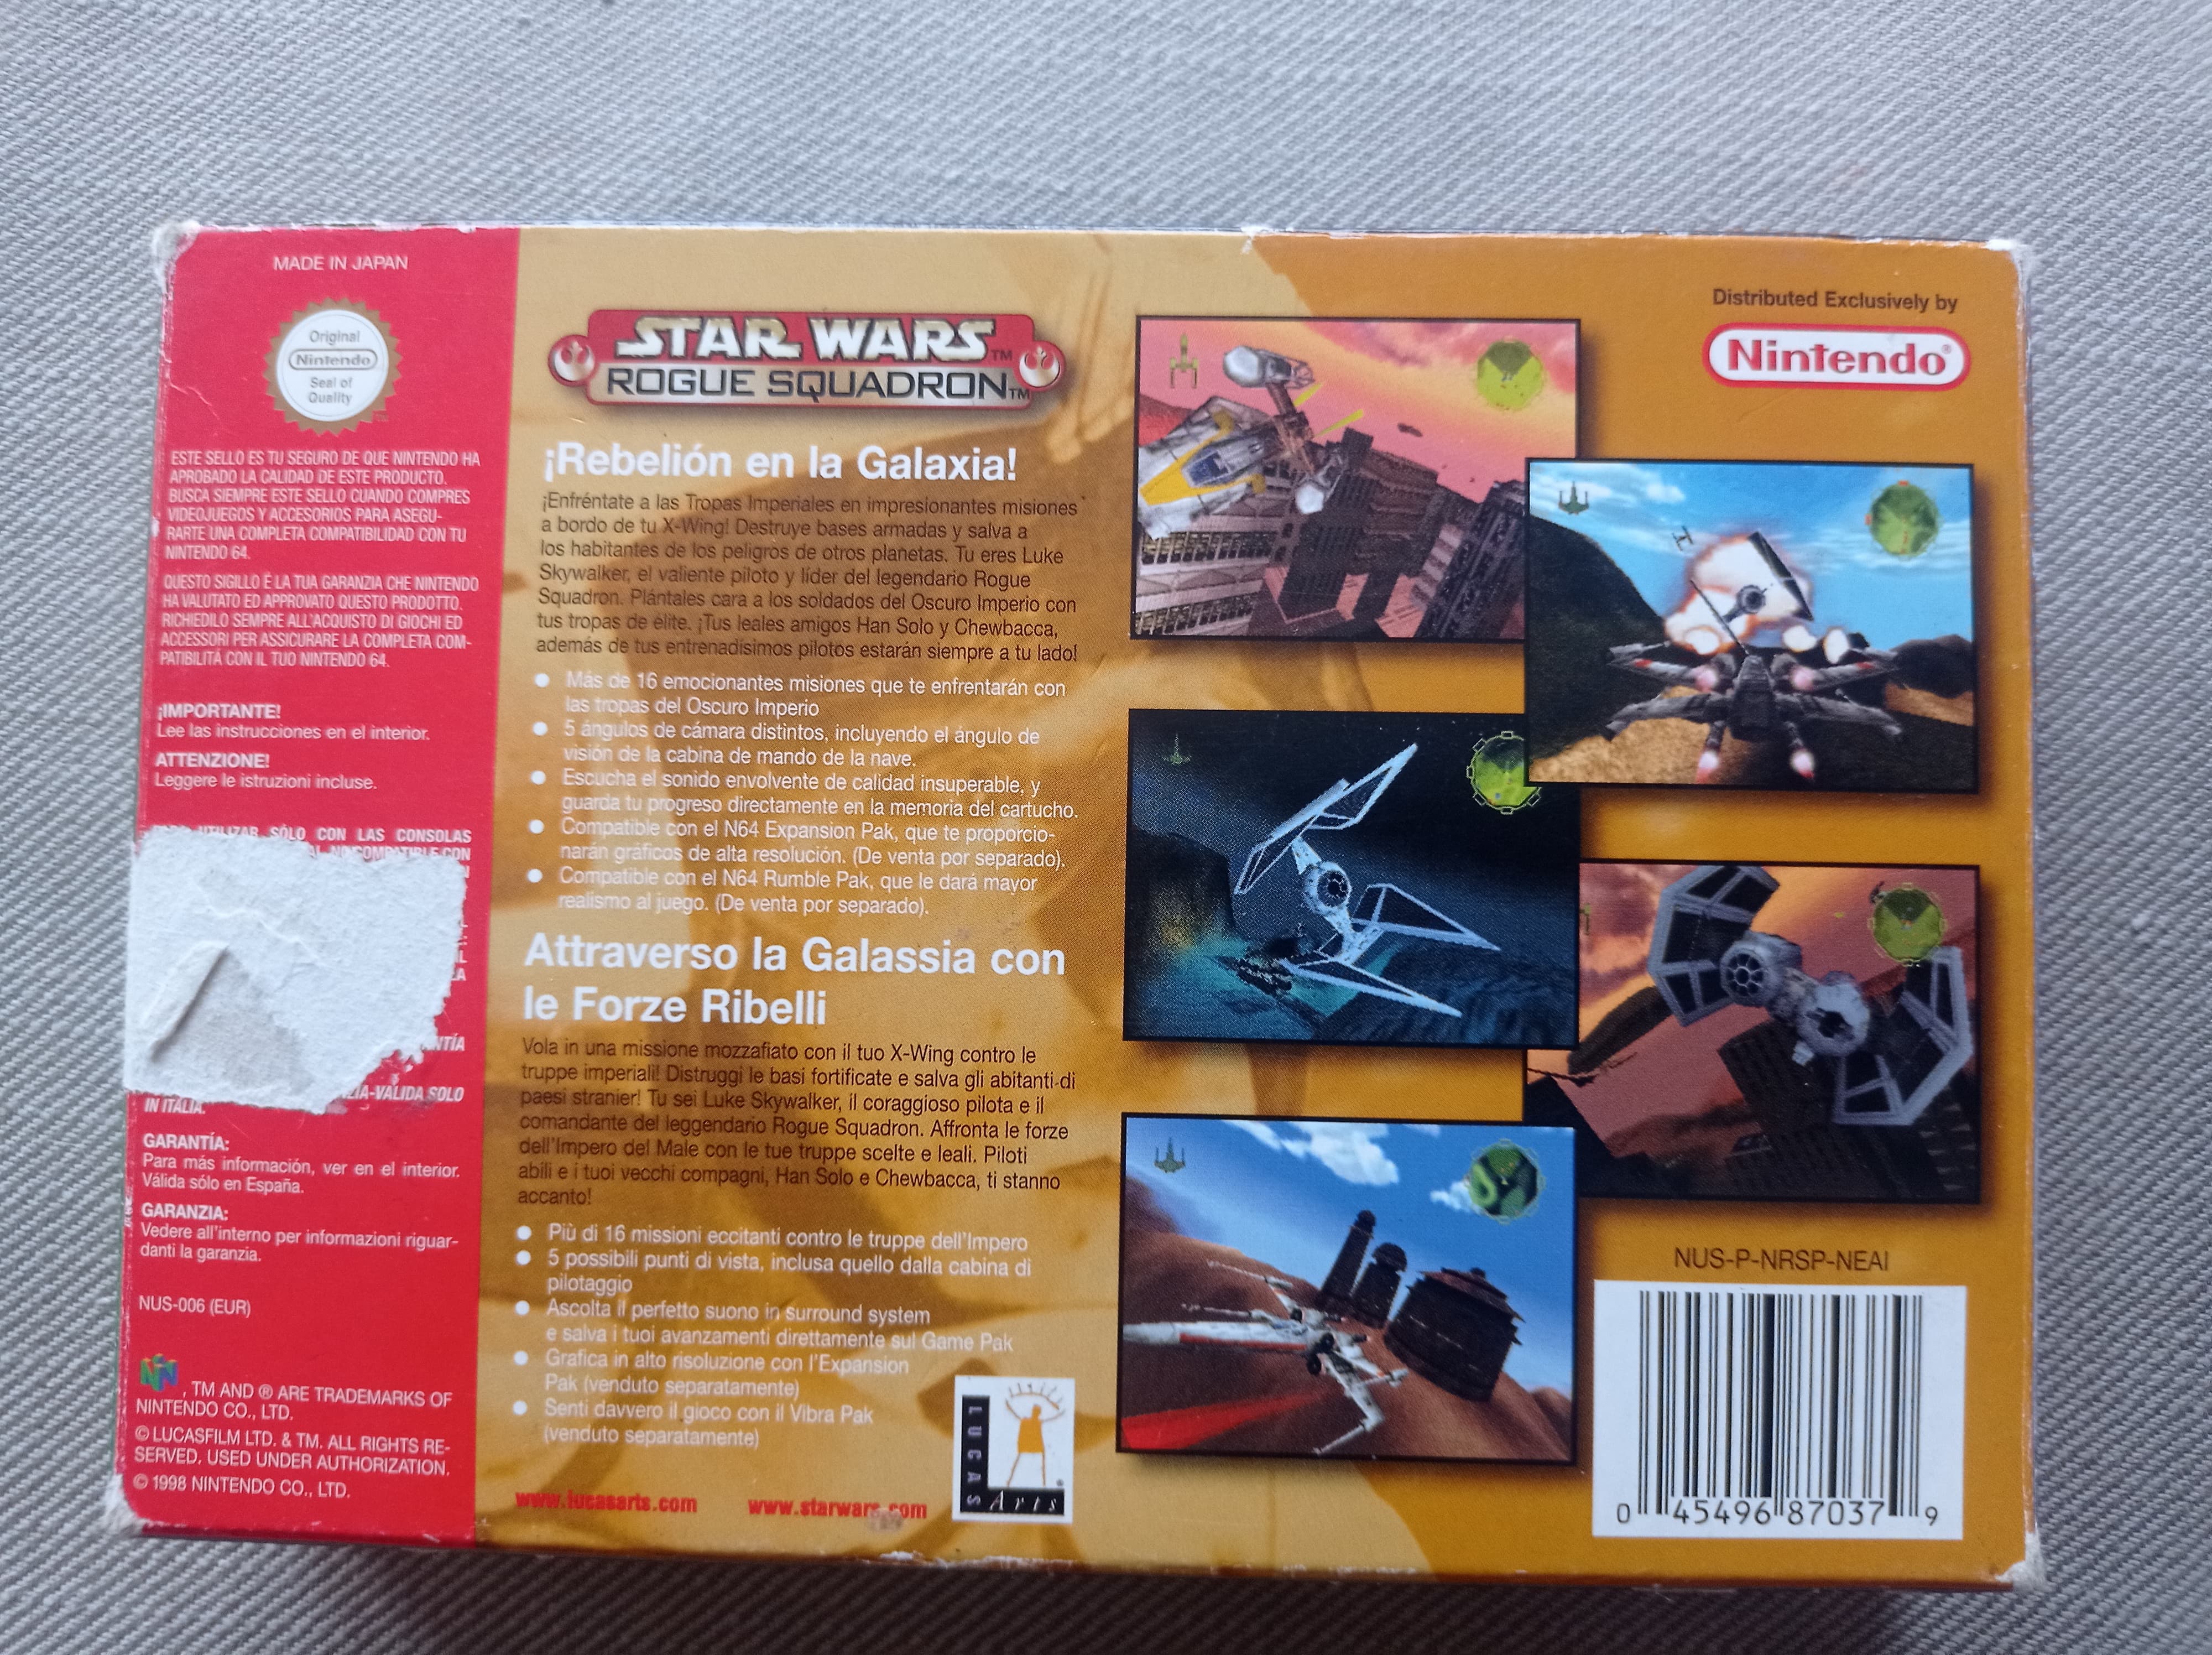 MADE IN JAPAN
Original
Nintendo
Seal of
Quality
ESTE SELLO ES TU SEGURO DE QUE NINTENDO HA
APROBADO LA CALIDAD DE ESTE PRODUCTO.
BUSCA SIEMPRE ESTE SELLO CUANDO COMPRES
VIDEOJUEGOS Y ACCESORIOS PARA ASEGU-
RARTE UNA COMPLETA COMPATIBILIDAD CON TU
NINTENDO 64.
QUESTO SIGILLO È LA TUA GARANZIA CHE NINTENDO
HA VALUTATO ED APPROVATO QUESTO PRODOTTO.
RICHIEDILO SEMPRE ALL'ACQUISTO DI GIOCHI ED
ACCESSORI PER ASSICURARE LA COMPLETA COM-
PATIBILITÀ CON IL TUO NINTENDO 64.
¡IMPORTANTE!
Lee las instrucciones en el interior.
ATTENZIONE!
Leggere le istruzioni incluse.
UTILIZAR SÓLO CON LAS CONSOLAS
NO COMPATIBLE CON
VÁLIDA SOLO
IN ITALIA.
GARANTÍA:
Para más información, ver en el interior.
Válida sólo en España.
GARANZIA:
Vedere all'interno per informazioni riguar-
danti la garanzia.
NUS-006 (EUR)
, TM AND ® ARE TRADEMARKS OF
NINTENDO CO., LTD.
© LUCASFILM LTD. & TM. ALL RIGHTS RE-
SERVED. USED UNDER AUTHORIZATION.
© 1998 NINTENDO CO., LTD.
STAR WARS™
ROGUE SQUADRON™
¡Rebelión en la Galaxia!
¡Enfréntate a las Tropas Imperiales en impresionantes misiones
a bordo de tu X-Wing! Destruye bases armadas y salva a
los habitantes de los peligros de otros planetas. Tu eres Luke
Skywalker, el valiente piloto y líder del legendario Rogue
Squadron. Plántales cara a los soldados del Oscuro Imperio con
tus tropas de élite. ¡Tus leales amigos Han Solo y Chewbacca,
además de tus entrenadísimos pilotos estarán siempre a tu lado!
● Más de 16 emocionantes misiones que te enfrentarán con
las tropas del Oscuro Imperio
● 5 ángulos de cámara distintos, incluyendo el ángulo de
visión de la cabina de mando de la nave.
● Escucha el sonido envolvente de calidad insuperable, y
guarda tu progreso directamente en la memoria del cartucho.
● Compatible con el N64 Expansion Pak, que te proporcio-
narán gráficos de alta resolución. (De venta por separado).
● Compatible con el N64 Rumble Pak, que le dará mayor
realismo al juego. (De venta por separado).
Attraverso la Galassia con
le Forze Ribelli
Vola in una missione mozzafiato con il tuo X-Wing contro le
truppe imperiali! Distruggi le basi fortificate e salva gli abitanti di
paesi stranieri! Tu sei Luke Skywalker, il coraggioso pilota e il
comandante del leggendario Rogue Squadron. Affronta le forze
dell'Impero del Male con le tue truppe scelte e leali. Piloti
abili e i tuoi vecchi compagni, Han Solo e Chewbacca, ti stanno
accanto!
● Più di 16 missioni eccitanti contro le truppe dell'Impero
● 5 possibili punti di vista, inclusa quello dalla cabina di
pilotaggio
● Ascolta il perfetto suono in surround system
e salva i tuoi avanzamenti direttamente sul Game Pak
● Grafica in alto risoluzione con l'Expansion
Pak (venduto separatamente)
● Senti davvero il gioco con il Vibra Pak
(venduto separatamente)
www.lucasarts.com www.starwars.com
LUCAS
Arts
Distributed Exclusively by
Nintendo®
NUS-P-NRSP-NEAI
0 45496 87037 9